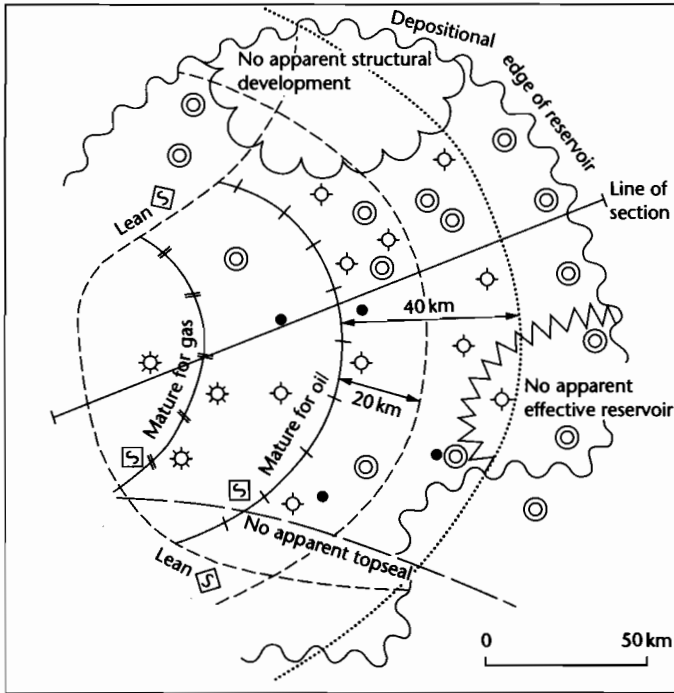 Depositional
edge of reservoir
No apparent structural
development
Line of
section
Lean S
40 km
Mature for gas
Mature for oil
20 km
No apparent
effective reservoir
S
S
No apparent topseal
Lean S
0 50 km